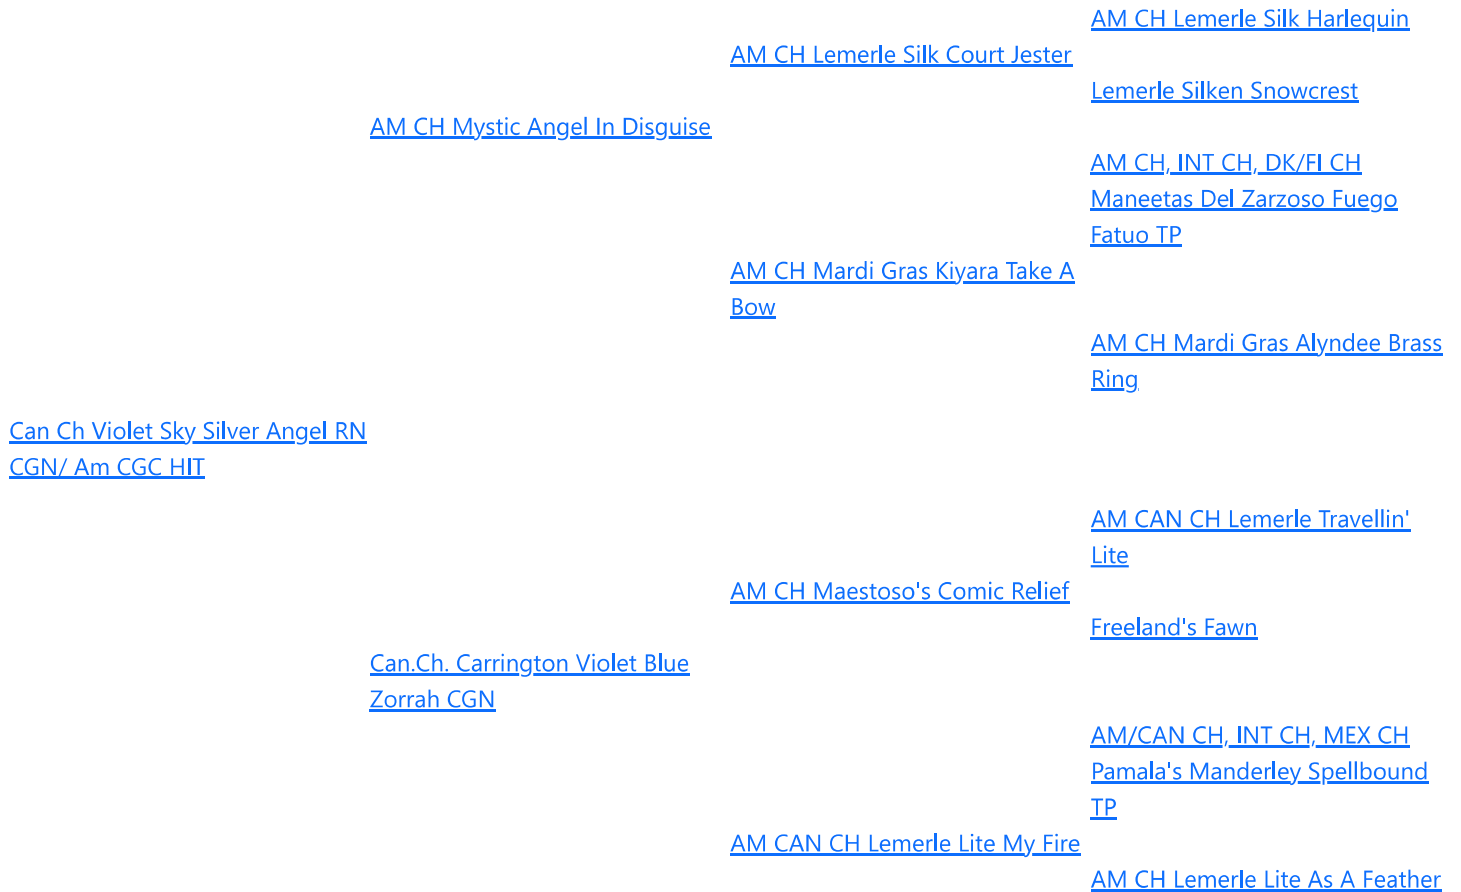 AM CH Lemerle Silk Harlequin
AM CH Lemerle Silk Court Jester
Lemerle Silken Snowcrest
AM CH Mystic Angel In Disguise
AM CH, INT CH, DK/FI CH
Maneetas Del Zarzoso Fuego
Fatuo TP
AM CH Mardi Gras Kiyara Take A
Bow
AM CH Mardi Gras Alyndee Brass
Ring
Can Ch Violet Sky Silver Angel RN
CGN/ Am CGC HIT
AM CAN CH Lemerle Travellin'
Lite
AM CH Maestoso's Comic Relief
Freeland's Fawn
Can.Ch. Carrington Violet Blue
Zorrah CGN
AM/CAN CH, INT CH, MEX CH
Pamala's Manderley Spellbound
TP
AM CAN CH Lemerle Lite My Fire
AM CH Lemerle Lite As A Feather